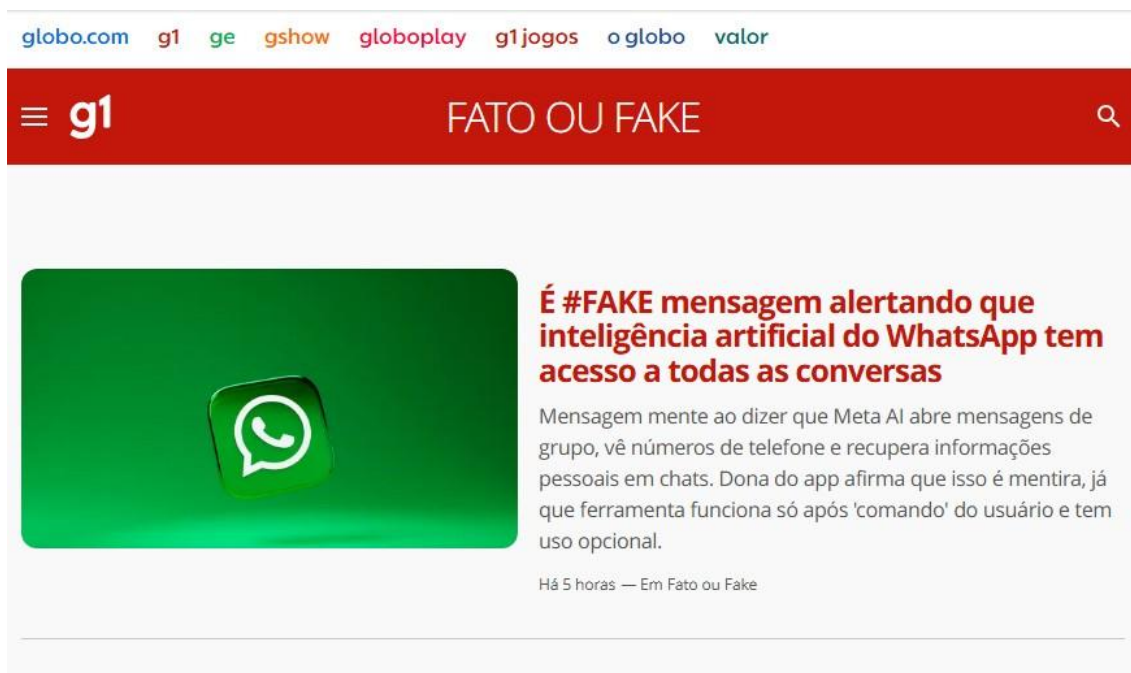 globo.com g1 ge gshow globoplay g1 jogos o globo valor
g1 FATO OU FAKE
É #FAKE mensagem alertando que
inteligência artificial do WhatsApp tem
acesso a todas as conversas
Mensagem mente ao dizer que Meta AI abre mensagens de
grupo, vê números de telefone e recupera informações
pessoais em chats. Dona do app afirma que isso é mentira, já
que ferramenta funciona só após 'comando' do usuário e tem
uso opcional.
Há 5 horas — Em Fato ou Fake